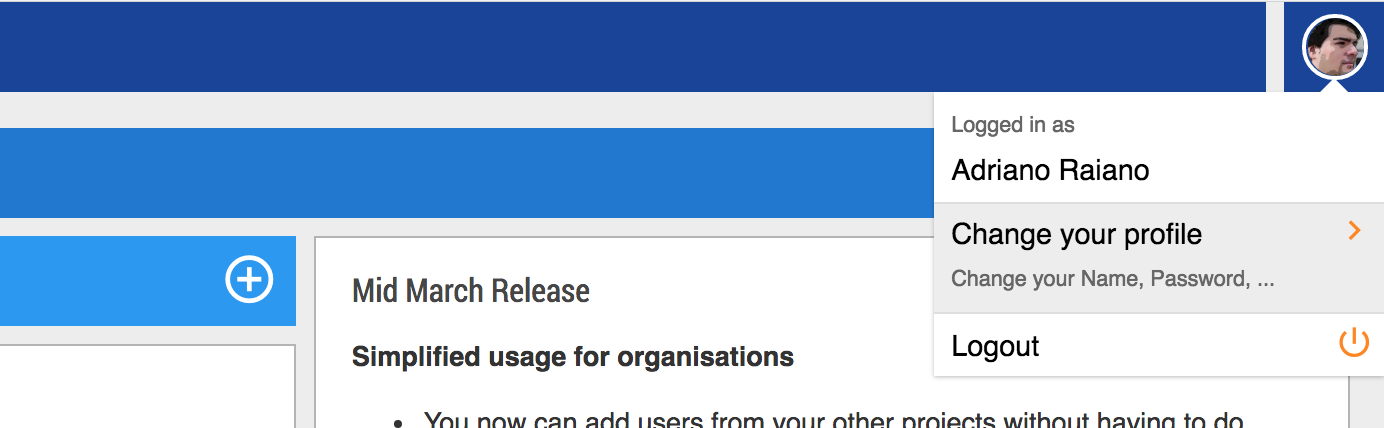 Logged in as
Adriano Raiano
Change your profile
Change your Name, Password, ...
Logout
Mid March Release
Simplified usage for organisations
• You now can add users from your other projects without having to do